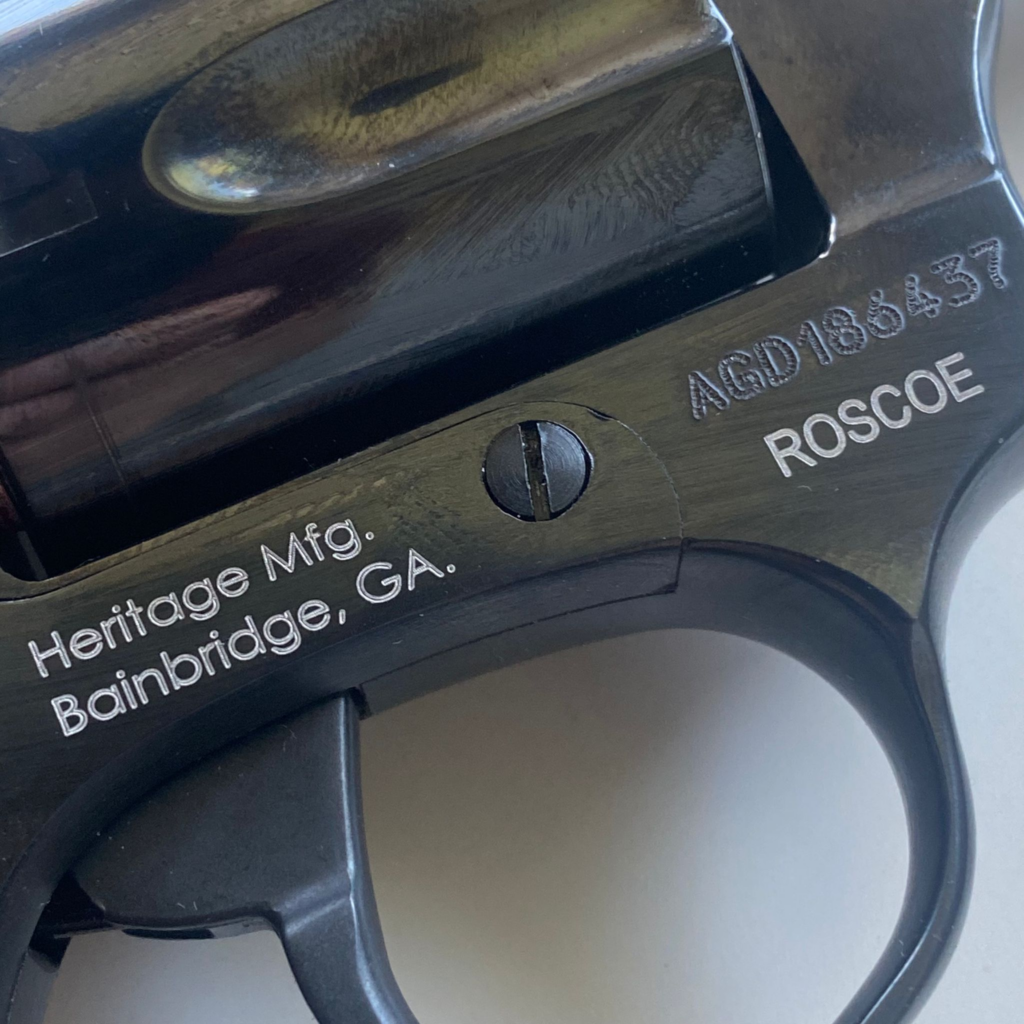 AGD186437
ROSCOE
Heritage Mfg.
Bainbridge, GA.